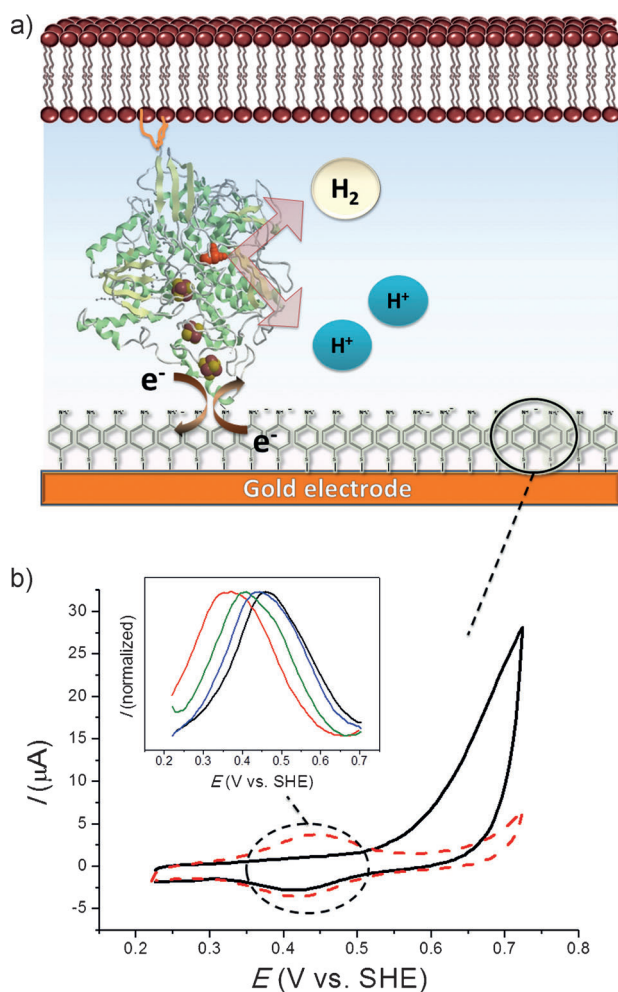 a)
H₂
H⁺
H⁺
e⁻
e⁻
Gold electrode
b)
I (normalized)
0.2 0.3 0.4 0.5 0.6 0.7
E (V vs. SHE)
30
25
20
15
10
5
0
-5
I (μA)
0.2 0.3 0.4 0.5 0.6 0.7 0.8
E (V vs. SHE)